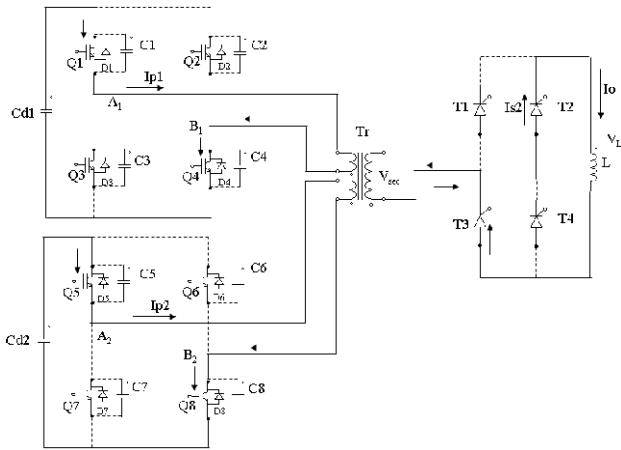 C1
C2
Q1
D1
Q2
D2
Ip1
A1
Cd1
B1
Tr
C3
C4
Q3
D3
Q4
D4
Vsec
T1
Is2
T2
Io
VL
L
T3
T4
C5
C6
Q5
D5
Q6
D6
Ip2
A2
Cd2
B2
C7
C8
Q7
D7
Q8
D8